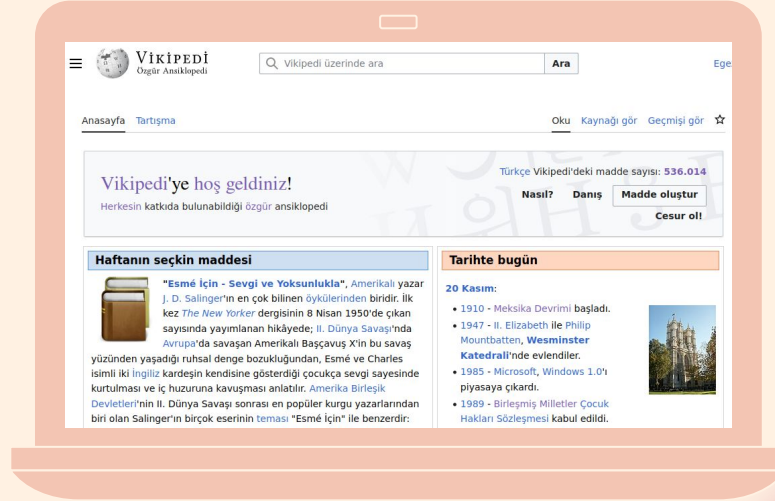 VİKİPEDİ
Özgür Ansiklopedi
Vikipedi üzerinde ara
Ara
Ege
Anasayfa Tartışma
Oku Kaynağı gör Geçmişi gör
Vikipedi'ye hoş geldiniz!
Herkesin katkıda bulunabildiği özgür ansiklopedi
Türkçe Vikipedi'deki madde sayısı: 536.014
Nasıl? Danış Madde oluştur
Cesur ol!
Haftanın seçkin maddesi
"Esmé İçin - Sevgi ve Yoksunlukla", Amerikalı yazar
J. D. Salinger'ın en çok bilinen öykülerinden biridir. İlk
kez The New Yorker dergisinin 8 Nisan 1950'de çıkan
sayısında yayımlanan hikâyede; II. Dünya Savaşı'nda
Avrupa'da savaşan Amerikalı Başçavuş X'in bu savaş
yüzünden yaşadığı ruhsal denge bozukluğundan, Esmé ve Charles
isimli iki İngiliz kardeşin kendisine gösterdiği çocukça sevgi sayesinde
kurtulması ve iç huzuruna kavuşması anlatılır. Amerika Birleşik
Devletleri'nin II. Dünya Savaşı sonrası en popüler kurgu yazarlarından
biri olan Salinger'ın birçok eserinin teması "Esmé İçin" ile benzerdir:
Tarihte bugün
20 Kasım:
• 1910 - Meksika Devrimi başladı.
• 1947 - II. Elizabeth ile Philip
Mountbatten, Wesminster
Katedrali'nde evlendiler.
• 1985 - Microsoft, Windows 1.0'ı
piyasaya çıkardı.
• 1989 - Birleşmiş Milletler Çocuk
Hakları Sözleşmesi kabul edildi.